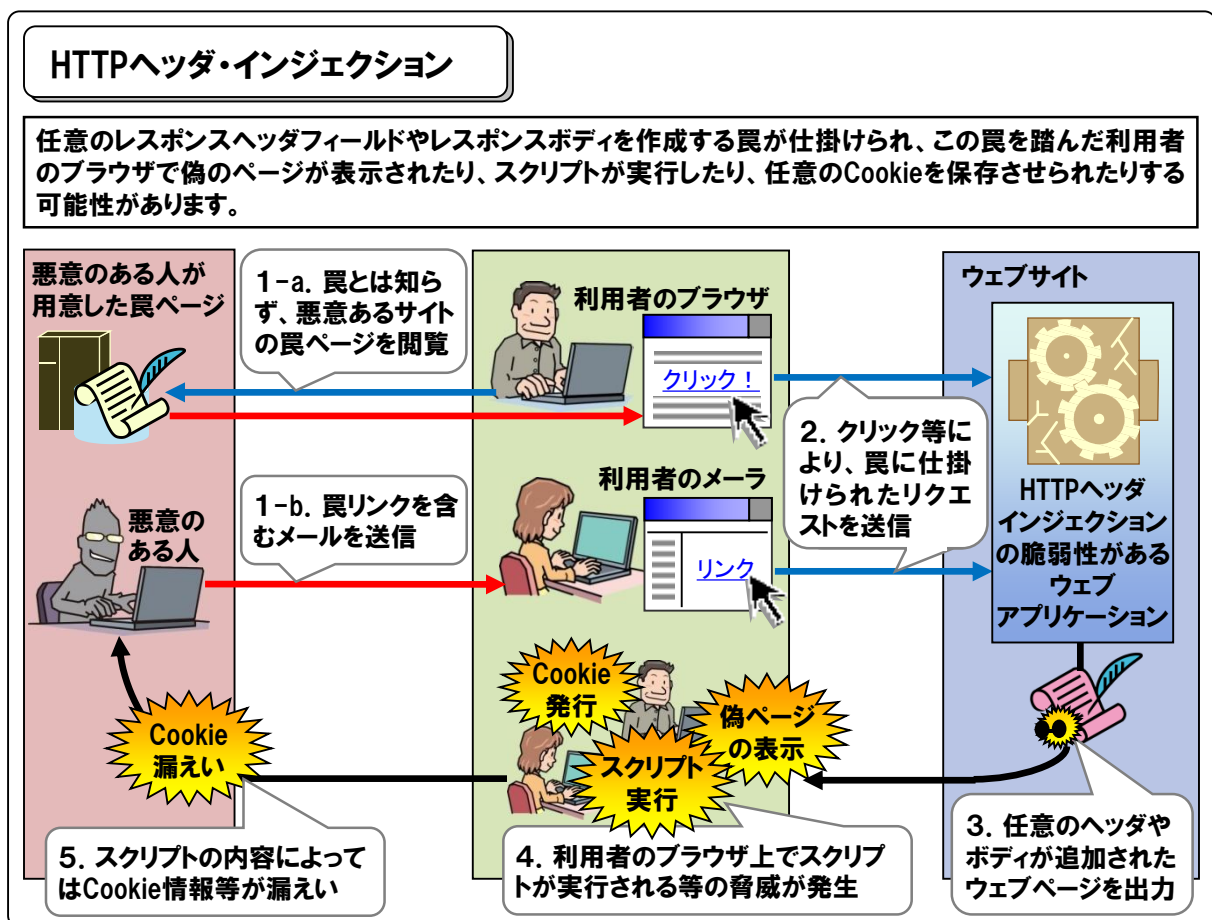 HTTPヘッダ・インジェクション
任意のレスポンスヘッダフィールドやレスポンスボディを作成する罠が仕掛けられ、この罠を踏んだ利用者
のブラウザで偽のページが表示されたり、スクリプトが実行したり、任意のCookieを保存させられたりする
可能性があります。
悪意のある人が
用意した罠ページ
1-a. 罠とは知ら
ず、悪意あるサイト
の罠ページを閲覧
利用者のブラウザ
クリック！
ウェブサイト
2. クリック等に
より、罠に仕掛
けられたリクエ
ストを送信
HTTPヘッダ
インジェクション
の脆弱性がある
ウェブ
アプリケーション
悪意の
ある人
1-b. 罠リンクを含
むメールを送信
利用者のメーラ
リンク
Cookie
発行
偽ページ
の表示
スクリプト
実行
Cookie
漏えい
3. 任意のヘッダや
ボディが追加された
ウェブページを出力
4. 利用者のブラウザ上でスクリプ
トが実行される等の脅威が発生
5. スクリプトの内容によって
はCookie情報等が漏えい